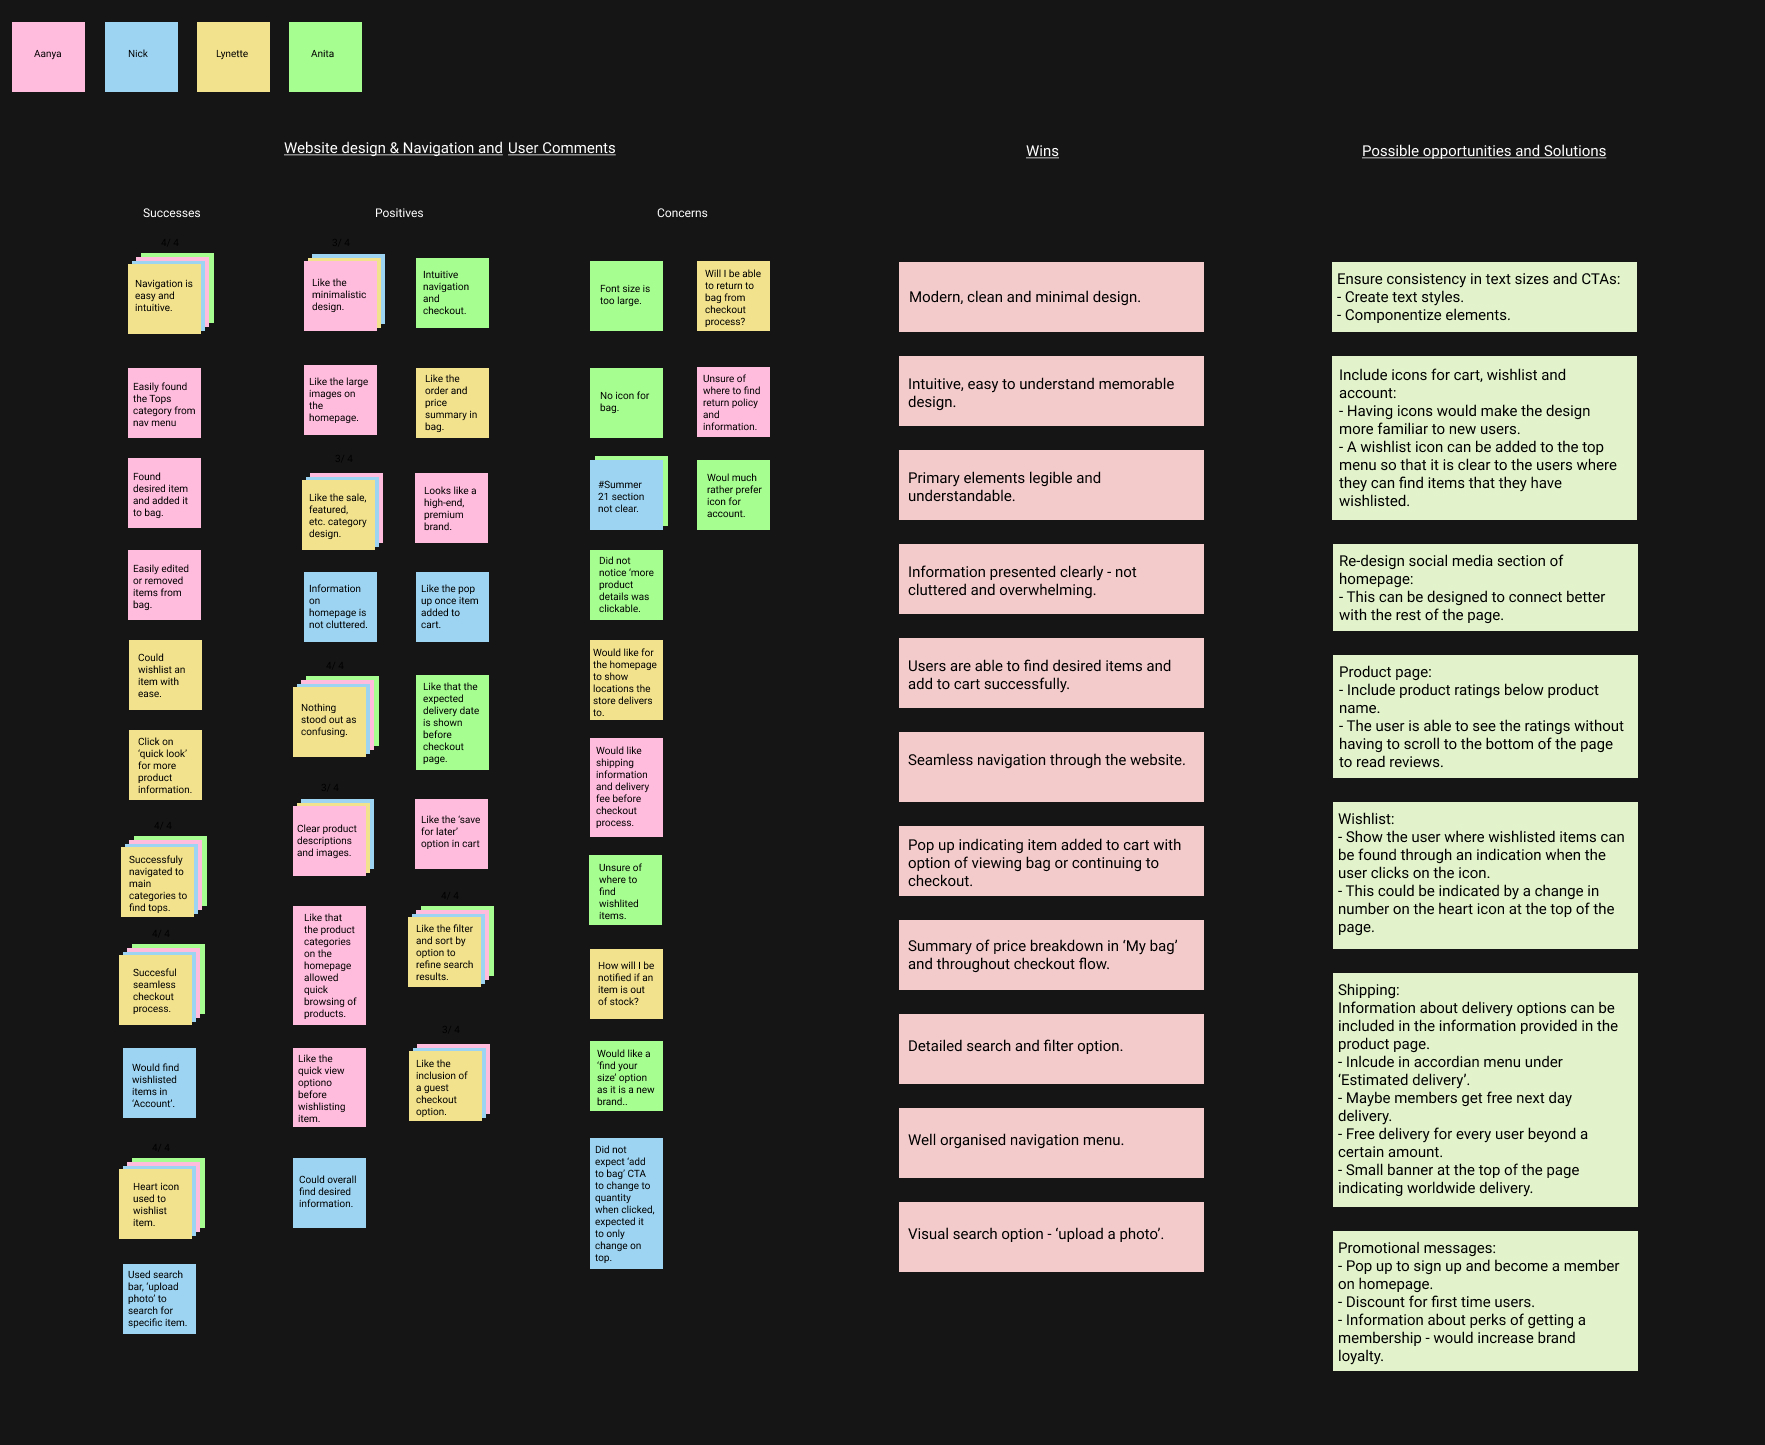 Aanya
Nick
Lynette
Anita
Website design & Navigation and User Comments
Wins
Possible opportunities and Solutions
Successes
Positives
Concerns
4/ 4
Navigation is
easy and
intuitive.
Easily found
the Tops
category from
nav menu
Found
desired item
and added it
to bag.
Easily edited
or removed
items from
bag.
Could
wishlist an
item with
ease.
Click on
‘quick look’
for more
product
information.
4/ 4
Successfuly
navigated to
main
categories to
find tops.
4/ 4
Succesful
seamless
checkout
process.
Would find
wishlisted
items in
‘Account’.
4/ 4
Heart icon
used to
wishlist
item.
Used search
bar, ‘upload
photo’ to
search for
specific item.
3/ 4
Like the
minimalistic
design.
Intuitive
navigation
and
checkout.
Like the large
images on
the
homepage.
Like the
order and
price
summary in
bag.
3/ 4
Like the sale,
featured,
etc. category
design.
Looks like a
high-end,
premium
brand.
Information
on
homepage is
not cluttered.
Like the pop
up once item
added to
cart.
4/ 4
Nothing
stood out as
confusing.
Like that the
expected
delivery date
is shown
before
checkout
page.
3/ 4
Clear product
descriptions
and images.
Like the ‘save
for later’
option in cart
Like that
the product
categories
on the
homepage
allowed
quick
browsing of
products.
4/ 4
Like the filter
and sort by
option to
refine search
results.
Like the
quick view
optiono
before
wishlisting
item.
3/ 4
Like the
inclusion of
a guest
checkout
option.
Could overall
find desired
information.
Font size is
too large.
Will I be able
to return to
bag from
checkout
process?
No icon for
bag.
Unsure of
where to find
return policy
and
information.
#Summer
21 section
not clear.
Woul much
rather prefer
icon for
account.
Did not
notice ‘more
product
details was
clickable.
Would like for
the homepage
to show
locations the
store delivers
to.
Would like
shipping
information
and delivery
fee before
checkout
process.
Unsure of
where to
find
wishlited
items.
How will I be
notified if an
item is out
of stock?
Would like a
‘find your
size’ option
as it is a new
brand..
Did not
expect ‘add
to bag’ CTA
to change to
quantity
when clicked,
expected it
to only
change on
top.
Modern, clean and minimal design.
Intuitive, easy to understand memorable
design.
Primary elements legible and
understandable.
Information presented clearly - not
cluttered and overwhelming.
Users are able to find desired items and
add to cart successfully.
Seamless navigation through the website.
Pop up indicating item added to cart with
option of viewing bag or continuing to
checkout.
Summary of price breakdown in ‘My bag’
and throughout checkout flow.
Detailed search and filter option.
Well organised navigation menu.
Visual search option - ‘upload a photo’.
Ensure consistency in text sizes and CTAs:
- Create text styles.
- Componentize elements.
Include icons for cart, wishlist and
account:
- Having icons would make the design
more familiar to new users.
- A wishlist icon can be added to the top
menu so that it is clear to the users where
they can find items that they have
wishlisted.
Re-design social media section of
homepage:
- This can be designed to connect better
with the rest of the page.
Product page:
- Include product ratings below product
name.
- The user is able to see the ratings without
having to scroll to the bottom of the page
to read reviews.
Wishlist:
- Show the user where wishlisted items can
be found through an indication when the
user clicks on the icon.
- This could be indicated by a change in
number on the heart icon at the top of the
page.
Shipping:
Information about delivery options can be
included in the information provided in the
product page.
- Inlcude in accordian menu under
‘Estimated delivery’.
- Maybe members get free next day
delivery.
- Free delivery for every user beyond a
certain amount.
- Small banner at the top of the page
indicating worldwide delivery.
Promotional messages:
- Pop up to sign up and become a member
on homepage.
- Discount for first time users.
- Information about perks of getting a
membership - would increase brand
loyalty.